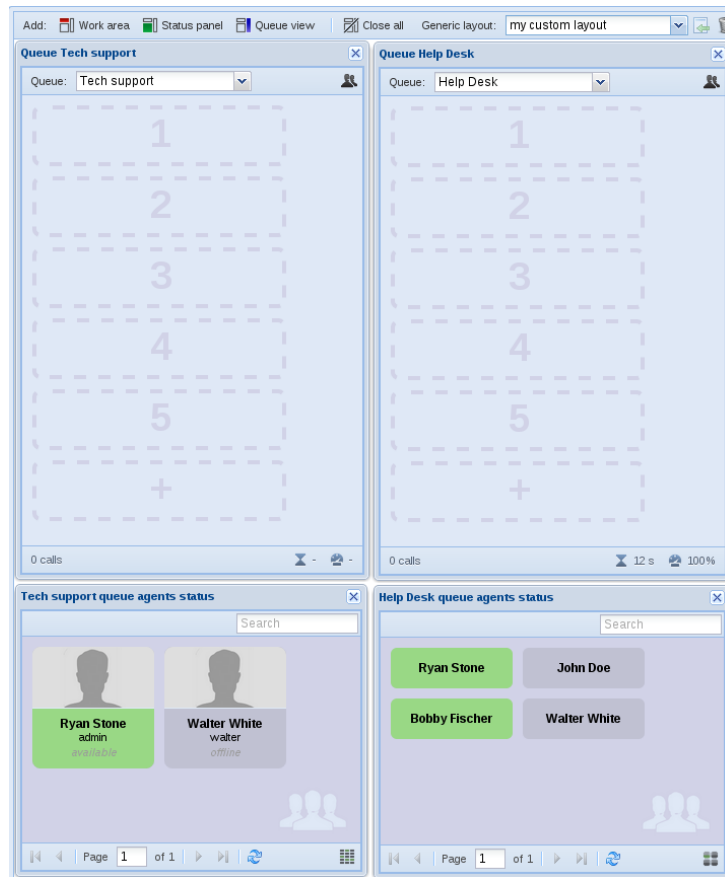 Add: Work area Status panel Queue view Close all Generic layout: my custom layout
Queue Tech support
Queue: Tech support
1
2
3
4
5
+
0 calls - -
Queue Help Desk
Queue: Help Desk
1
2
3
4
5
+
0 calls 12 s 100%
Tech support queue agents status
Search
Ryan Stone
admin
available
Walter White
walter
offline
Page 1 of 1
Help Desk queue agents status
Search
Ryan Stone John Doe
Bobby Fischer Walter White
Page 1 of 1